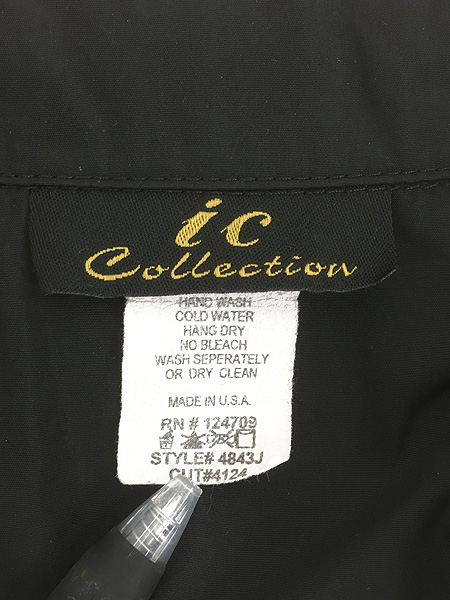 ic
Collection
HAND WASH
COLD WATER
HANG DRY
NO BLEACH
WASH SEPERATELY
OR DRY CLEAN
MADE IN U.S.A.
RN # 124709
STYLE# 4843J
CUT#4124